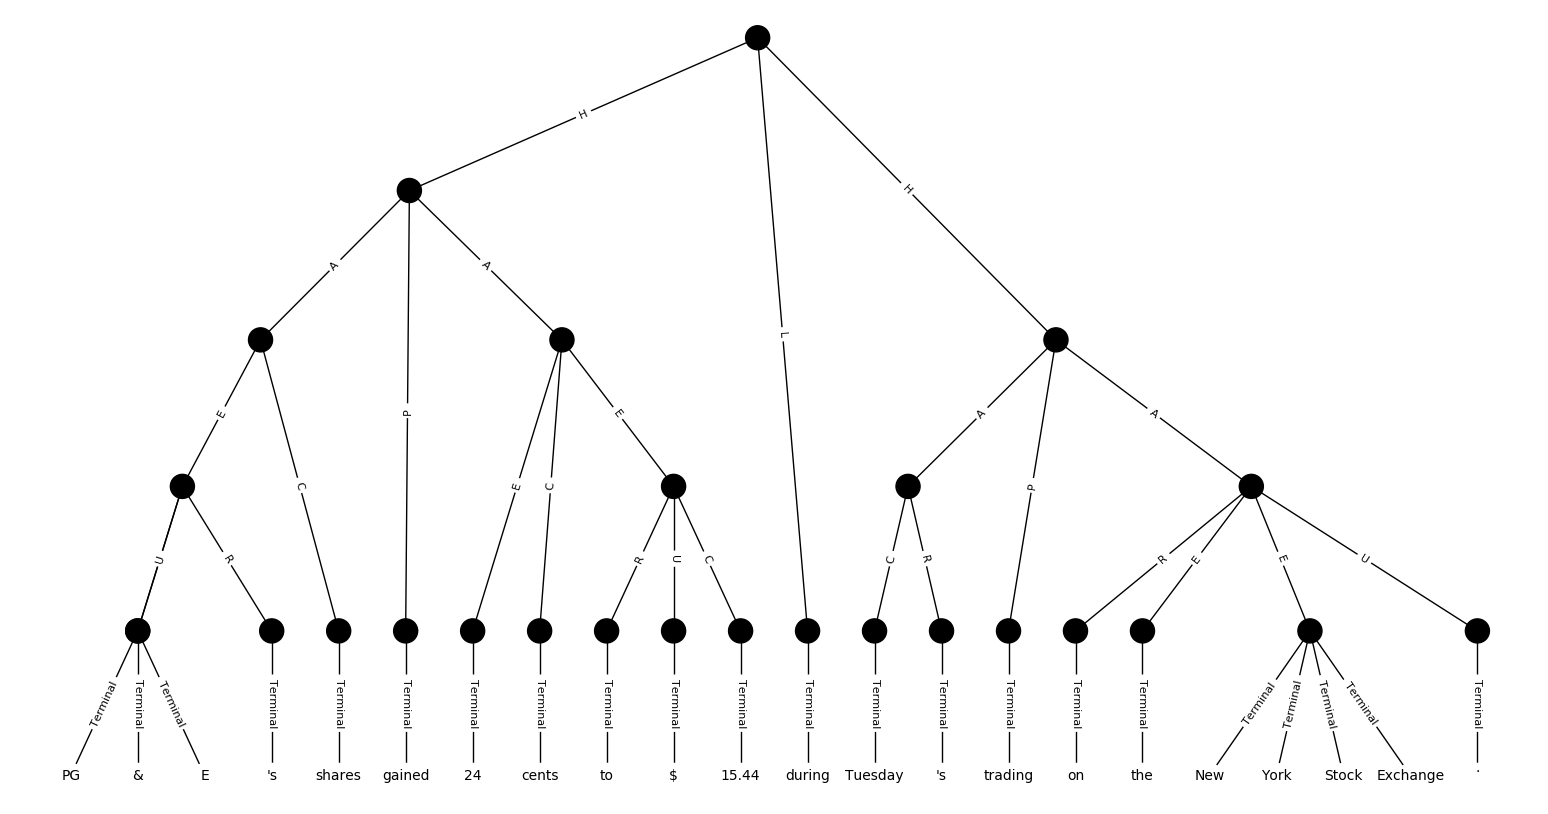 H
H
A
A
L
E
P
E
A
A
C
E
C
P
U
R
R
U
C
C
R
R
E
E
U
Terminal Terminal Terminal Terminal Terminal Terminal Terminal Terminal Terminal Terminal Terminal Terminal Terminal Terminal Terminal Terminal Terminal Terminal Terminal Terminal Terminal Terminal
PG & E 's shares gained 24 cents to $ 15.44 during Tuesday 's trading on the New York Stock Exchange .